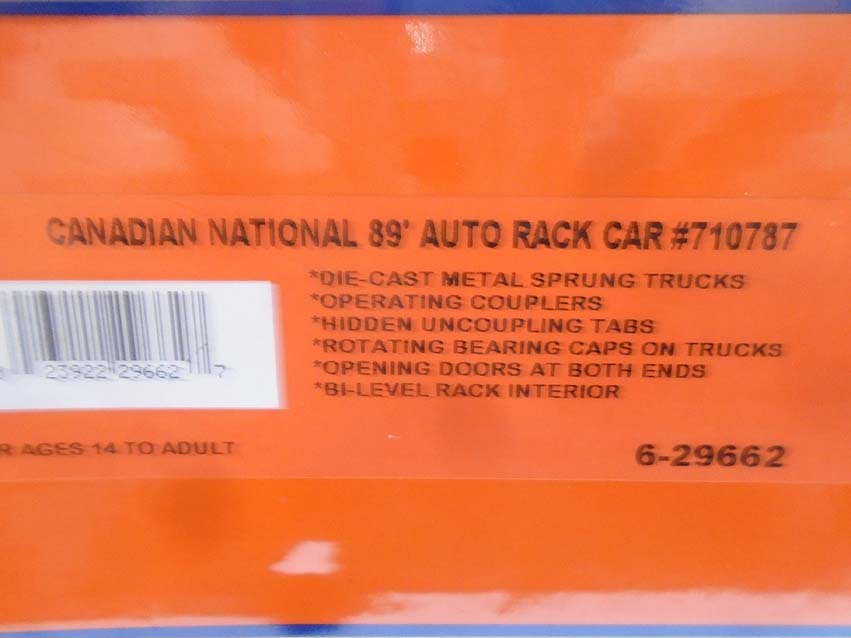 CANADIAN NATIONAL 89' AUTO RACK CAR #710787
*DIE-CAST METAL SPRUNG TRUCKS
*OPERATING COUPLERS
*HIDDEN UNCOUPLING TABS
*ROTATING BEARING CAPS ON TRUCKS
*OPENING DOORS AT BOTH ENDS
*BI-LEVEL RACK INTERIOR
23922 29662 7
R AGES 14 TO ADULT
6-29662